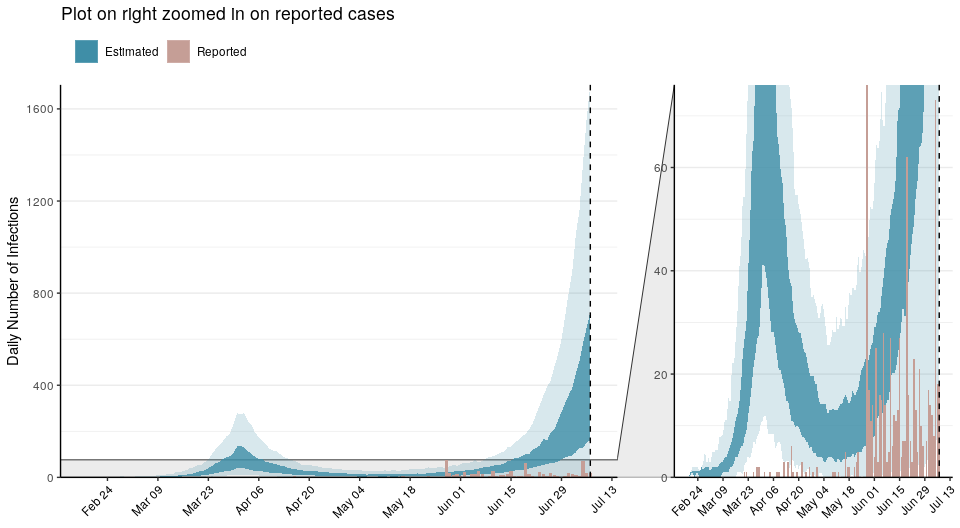 Plot on right zoomed in on reported cases
Estimated Reported
Daily Number of Infections
1600
1200
800
400
0
Feb 24 Mar 09 Mar 23 Apr 06 Apr 20 May 04 May 18 Jun 01 Jun 15 Jun 29 Jul 13
60
40
20
0
Feb 24 Mar 09 Mar 23 Apr 06 Apr 20 May 04 May 18 Jun 01 Jun 15 Jun 29 Jul 13